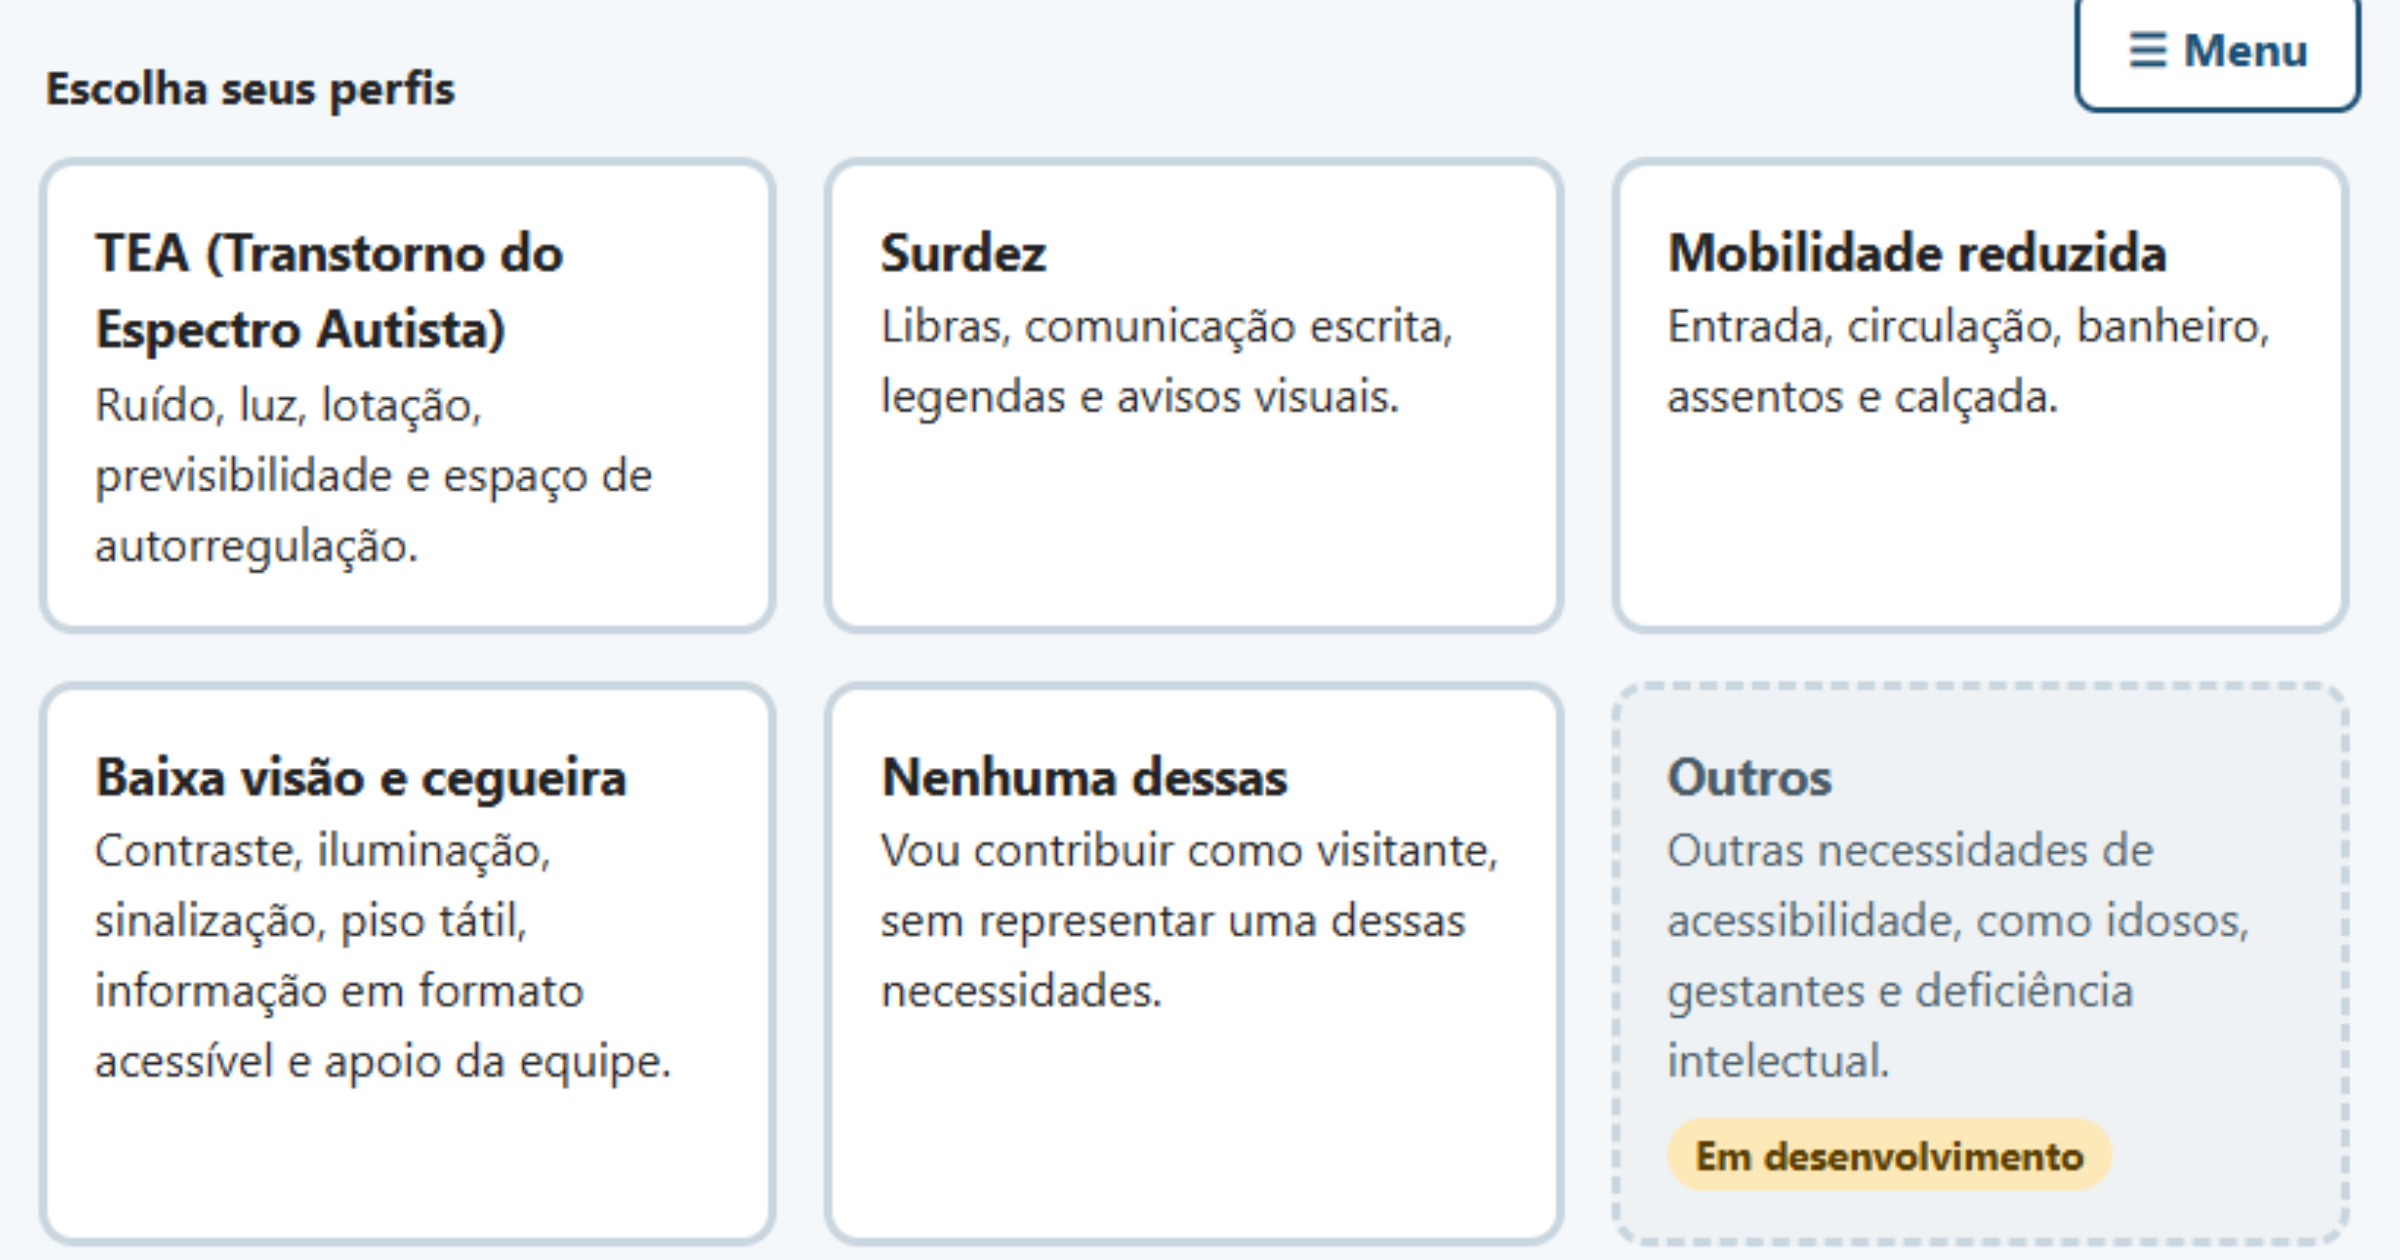 ☰ Menu
Escolha seus perfis
TEA (Transtorno do
Espectro Autista)
Ruído, luz, lotação,
previsibilidade e espaço de
autorregulação.
Surdez
Libras, comunicação escrita,
legendas e avisos visuais.
Mobilidade reduzida
Entrada, circulação, banheiro,
assentos e calçada.
Baixa visão e cegueira
Contraste, iluminação,
sinalização, piso tátil,
informação em formato
acessível e apoio da equipe.
Nenhuma dessas
Vou contribuir como visitante,
sem representar uma dessas
necessidades.
Outros
Outras necessidades de
acessibilidade, como idosos,
gestantes e deficiência
intelectual.
Em desenvolvimento